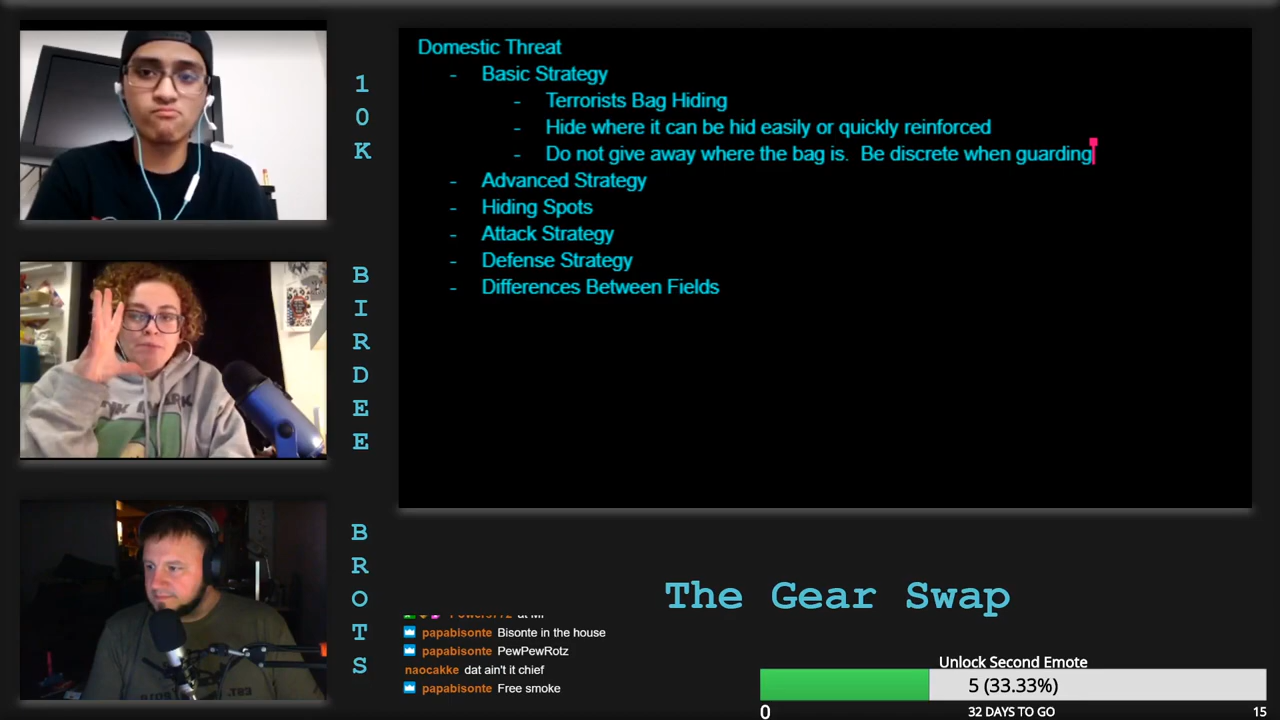 10K
BIRDEE
BROTS
Domestic Threat
- Basic Strategy
- Terrorists Bag Hiding
- Hide where it can be hid easily or quickly reinforced
- Do not give away where the bag is.  Be discrete when guarding
- Advanced Strategy
- Hiding Spots
- Attack Strategy
- Defense Strategy
- Differences Between Fields
The Gear Swap
papabisonte Bisonte in the house
papabisonte PewPewRotz
naocakke dat ain't it chief
papabisonte Free smoke
Unlock Second Emote
5 (33.33%)
0 32 DAYS TO GO 15